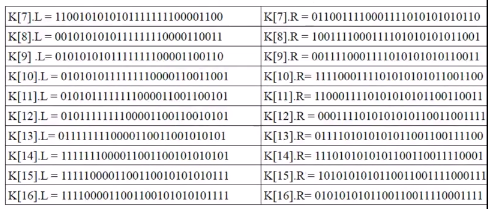 K[7].L = 1100101010101111111100001100 K[7].R = 0110011110001111010101010110
K[8].L = 0010101010111111110000110011 K[8].R = 1001111000111101010101011001
K[9] .L= 0101010101111111100001100110 K[9].R = 0011110001111010101010110011
K[10].L = 0101010111111110000110011001 K[10].R= 1111000111101010101011001100
K[11].L = 0101011111111000011001100101 K[11].R= 1100011110101010101100110011
K[12].L = 0101111111100001100110010101 K[12].R = 0001111010101010110011001111
K[13].L= 0111111110000110011001010101 K[13].R= 0111101010101011001100111100
K[14].L = 1111111000011001100101010101 K[14].R= 1110101010101100110011110001
K[15].L = 1111100001100110010101010111 K[15].R = 1010101010110011001111000111
K[16].L = 1111000011001100101010101111 K[16].R= 0101010101100110011110001111